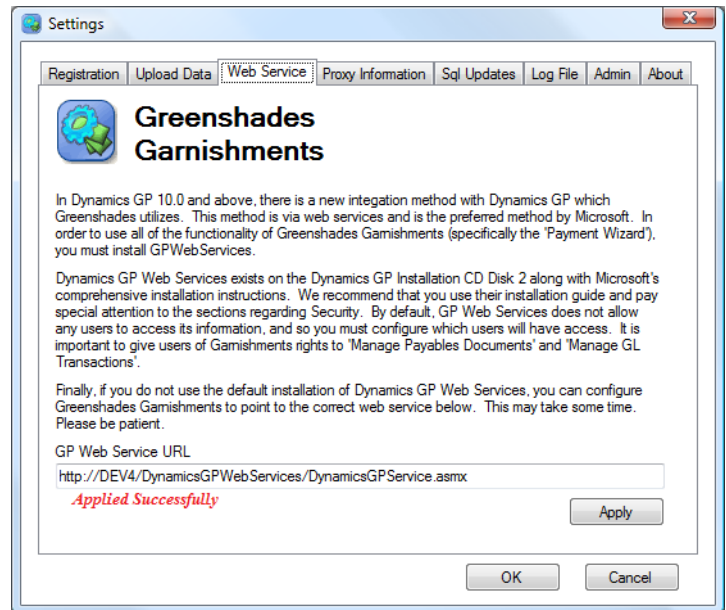 Settings
Registration Upload Data Web Service Proxy Information Sql Updates Log File Admin About
Greenshades
Garnishments
In Dynamics GP 10.0 and above, there is a new integation method with Dynamics GP which
Greenshades utilizes. This method is via web services and is the preferred method by Microsoft. In
order to use all of the functionality of Greenshades Garnishments (specifically the 'Payment Wizard'),
you must install GPWebServices.
Dynamics GP Web Services exists on the Dynamics GP Installation CD Disk 2 along with Microsoft's
comprehensive installation instructions. We recommend that you use their installation guide and pay
special attention to the sections regarding Security. By default, GP Web Services does not allow
any users to access its information, and so you must configure which users will have access. It is
important to give users of Garnishments rights to 'Manage Payables Documents' and 'Manage GL
Transactions'.
Finally, if you do not use the default installation of Dynamics GP Web Services, you can configure
Greenshades Garnishments to point to the correct web service below. This may take some time.
Please be patient.
GP Web Service URL
http://DEV4/DynamicsGPWebServices/DynamicsGPService.asmx
Applied Successfully
Apply
OK Cancel